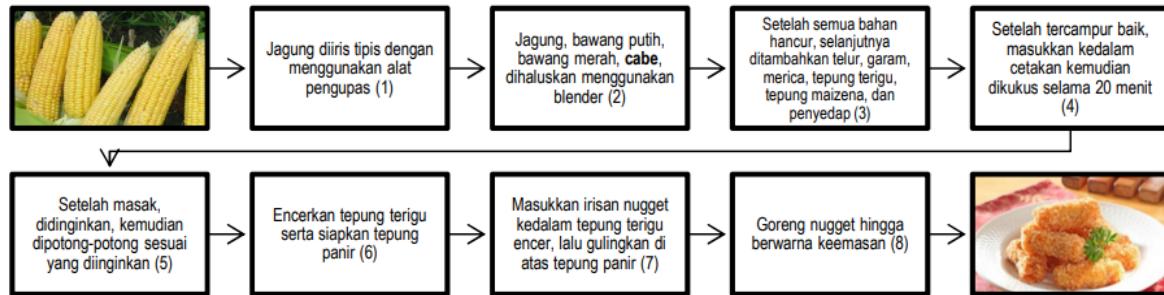 Jagung diiris tipis dengan
menggunakan alat
pengupas (1)
Jagung, bawang putih,
bawang merah, cabe,
dihaluskan menggunakan
blender (2)
Setelah semua bahan
hancur, selanjutnya
ditambahkan telur, garam,
merica, tepung terigu,
tepung maizena, dan
penyedap (3)
Setelah tercampur baik,
masukkan kedalam
cetakan kemudian
dikukus selama 20 menit
(4)
Setelah masak,
didinginkan, kemudian
dipotong-potong sesuai
yang diinginkan (5)
Encerkan tepung terigu
serta siapkan tepung
panir (6)
Masukkan irisan nugget
kedalam tepung terigu
encer, lalu gulingkan di
atas tepung panir (7)
Goreng nugget hingga
berwarna keemasan (8)